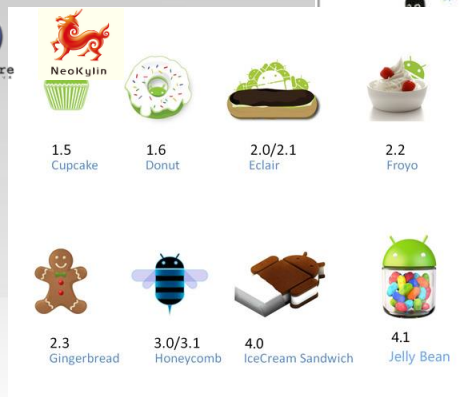 re
NeoKylin
1.5
Cupcake
1.6
Donut
2.0/2.1
Eclair
2.2
Froyo
2.3
Gingerbread
3.0/3.1
Honeycomb
4.0
IceCream Sandwich
4.1
Jelly Bean